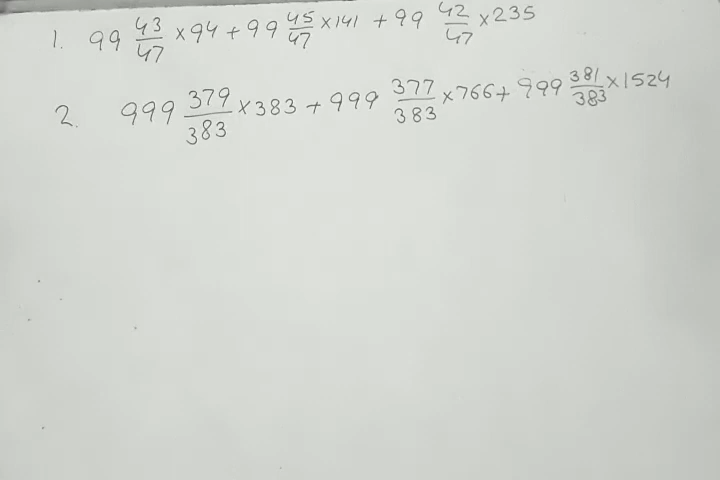 1. 99 43/47 × 94 + 99 45/47 × 141 + 99 42/47 × 235
2. 999 379/383 × 383 + 999 377/383 × 766 + 999 381/383 × 1524